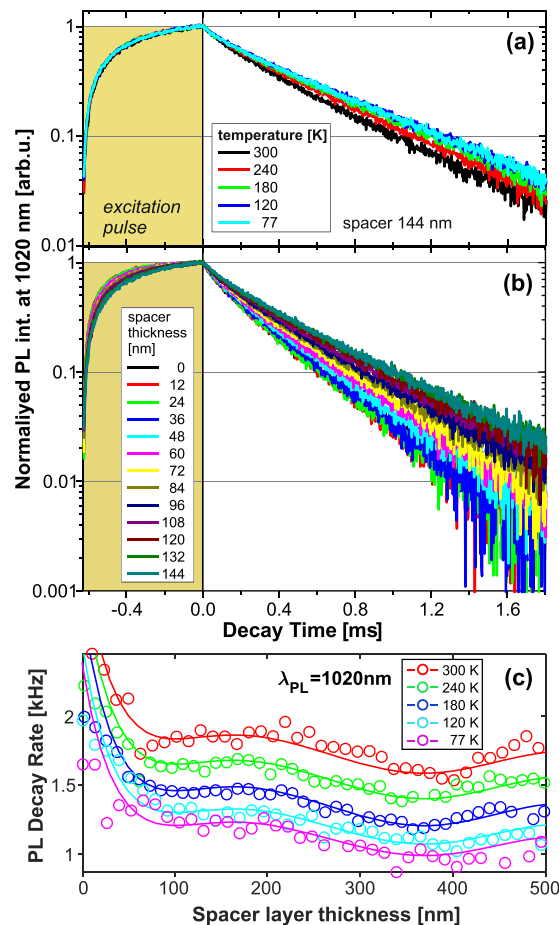 1
(a)
0.1
temperature [K]
300
240
180
120
77
excitation
pulse
spacer 144 nm
0.01
Normaliyed PL int. at 1020 nm [arb.u.]
1
(b)
spacer
thickness
[nm]
0
12
24
36
48
60
72
84
96
108
120
132
144
0.1
0.01
0.001
-0.4 0.0 0.4 0.8 1.2 1.6
Decay Time [ms]
λPL=1020nm
(c)
300 K
240 K
180 K
120 K
77 K
2
1.5
1
PL Decay Rate [kHz]
0 100 200 300 400 500
Spacer layer thickness [nm]